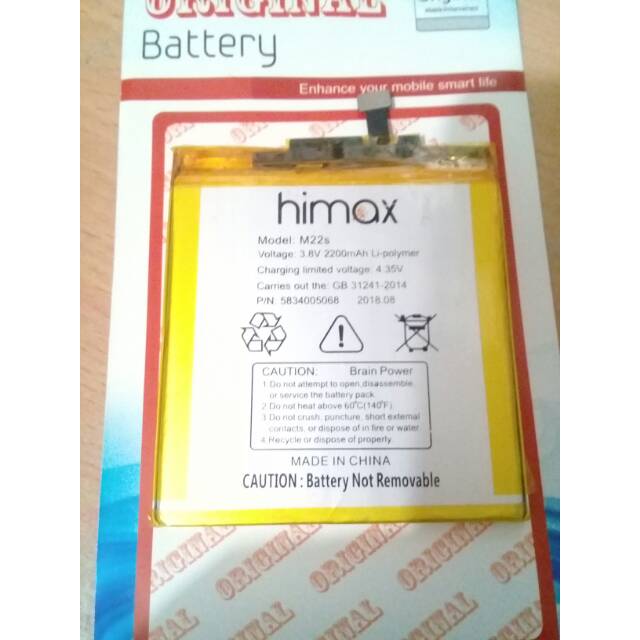 ORIGINAL
Battery
Enhance your mobile smart life
ORIGINAL
himax
Model: M22s
Voltage: 3.8V 2200mAh Li-polymer
Charging limited voltage: 4.35V
Carries out the: GB 31241-2014
P/N: 5834005068 2018.08
CAUTION: Brain Power
1.Do not attempt to open,disassemble,
or service the battery pack.
2.Do not heat above 60℃(140℉)
3.Do not crush, puncture, short external
contacts, or dispose of in fire or water.
4.Recycle or dispose of properly.
MADE IN CHINA
CAUTION : Battery Not Removable
ORIGINAL
ORIGINAL
ORIGINAL